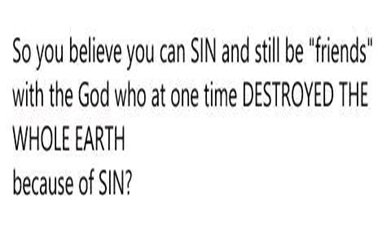 So you believe you can SIN and still be "friends"
with the God who at one time DESTROYED THE
WHOLE EARTH
because of SIN?